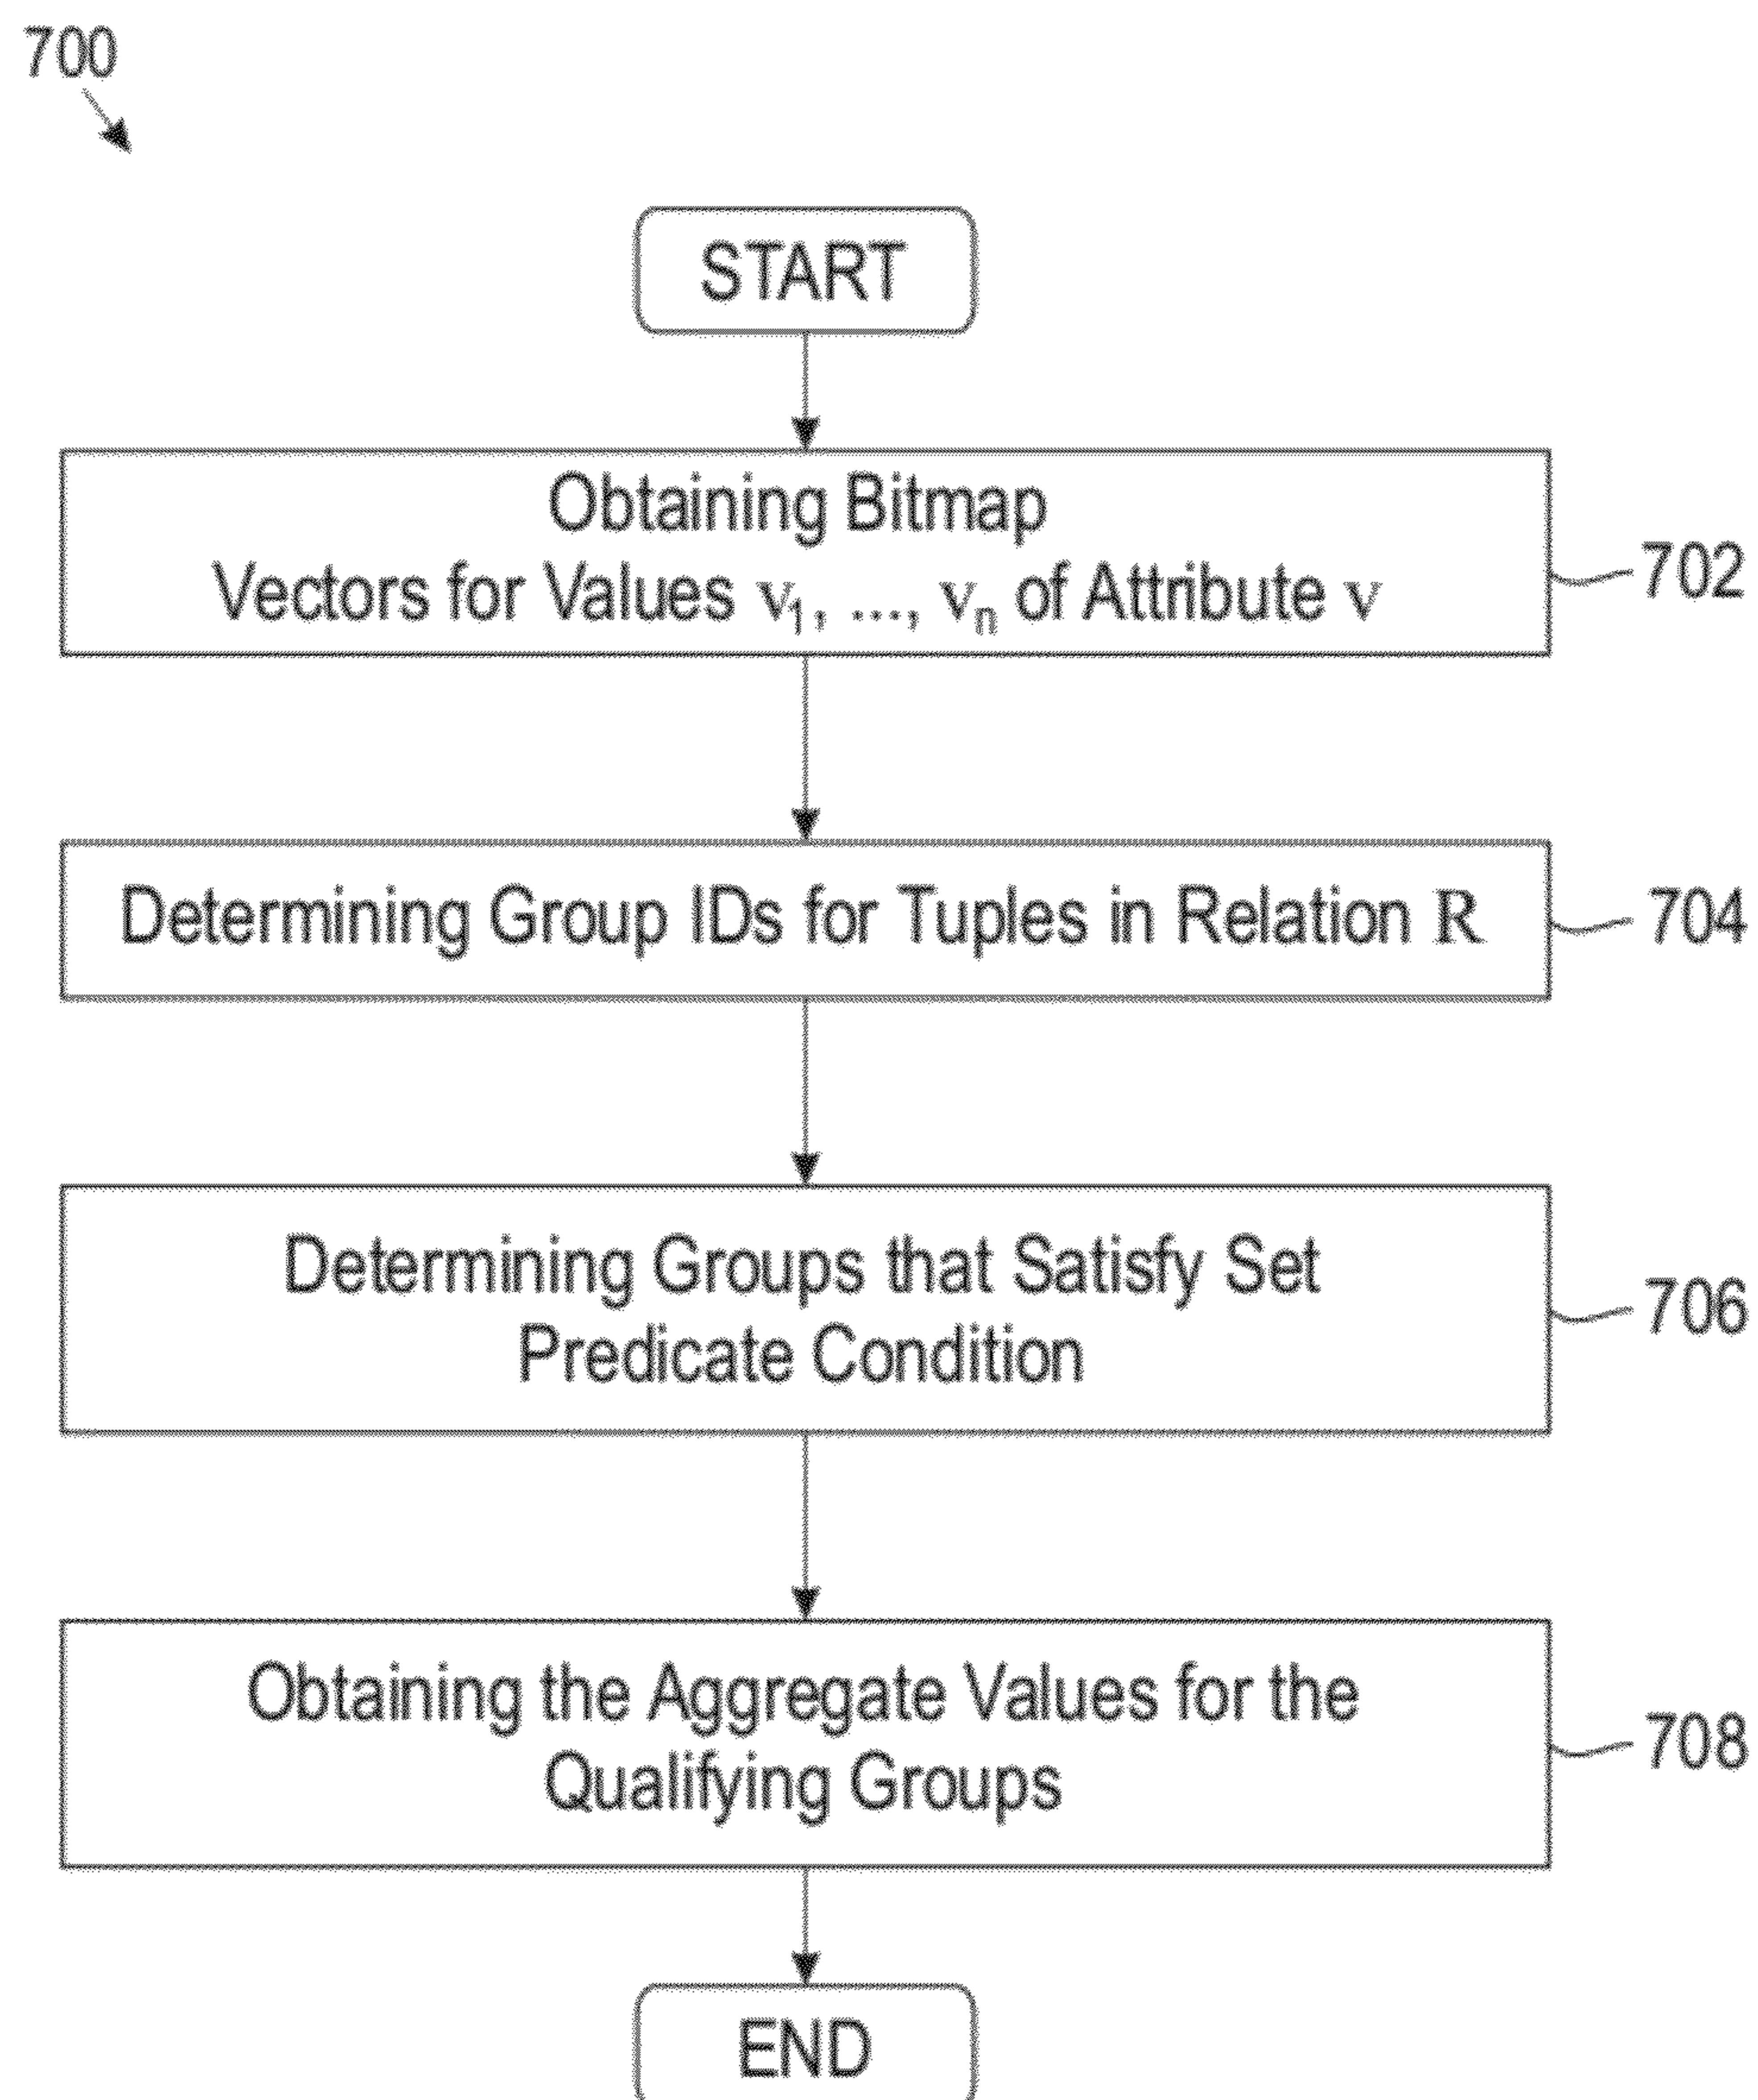 700
START
Obtaining Bitmap
Vectors for Values v₁, ..., vₙ of Attribute v
702
Determining Group IDs for Tuples in Relation R
704
Determining Groups that Satisfy Set
Predicate Condition
706
Obtaining the Aggregate Values for the
Qualifying Groups
708
END